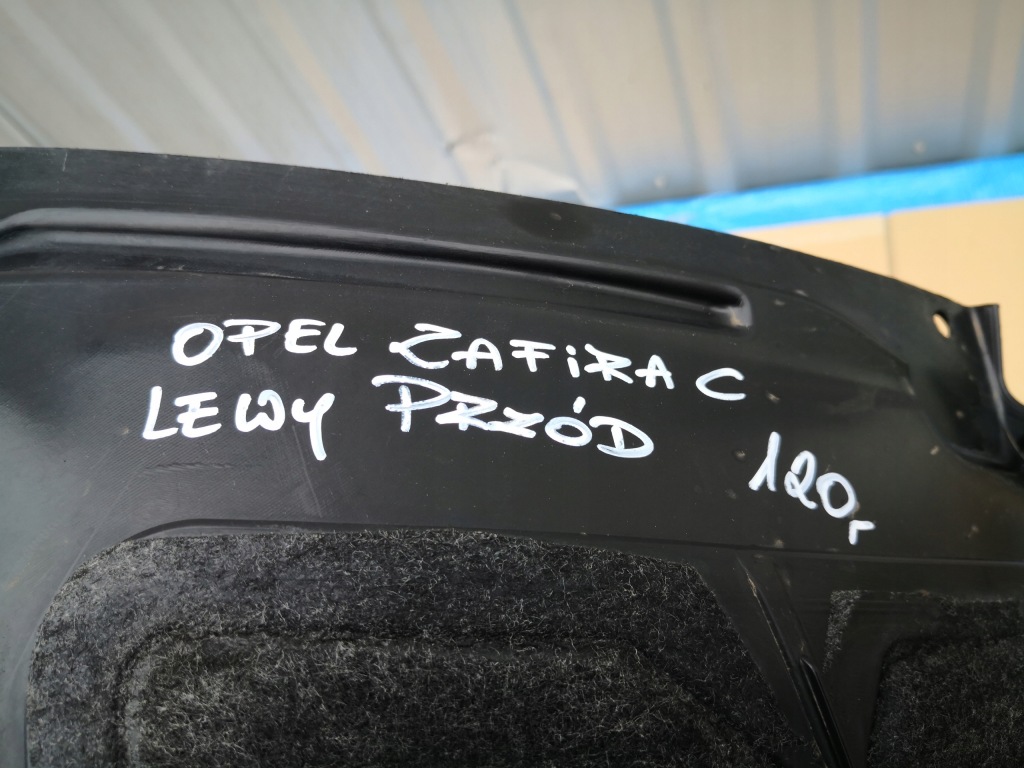 OPEL ZAFiRA C
LEWY PRZÓD
120,-